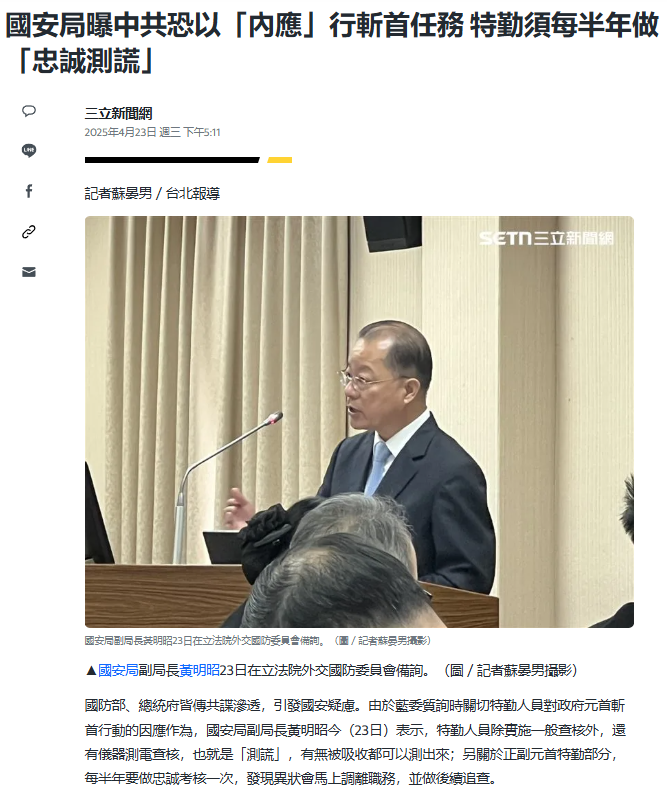 國安局曝中共恐以「內應」行斬首任務 特勤須每半年做
「忠誠測謊」
三立新聞網
2025年4月23日 週三 下午5:11
LINE
記者蘇晏男／台北報導
SETN三立新聞網
國安局副局長黃明昭23日在立法院外交國防委員會備詢。（圖／記者蘇晏男攝影）
▲國安局副局長黃明昭23日在立法院外交國防委員會備詢。（圖／記者蘇晏男攝影）
國防部、總統府皆傳共諜滲透，引發國安疑慮。由於藍委質詢時關切特勤人員對政府元首斬
首行動的因應作為，國安局副局長黃明昭今（23日）表示，特勤人員除實施一般查核外，還
有儀器測電查核，也就是「測謊」，有無被吸收都可以測出來；另關於正副元首特勤部分，
每半年要做忠誠考核一次，發現異狀會馬上調離職務，並做後續追查。